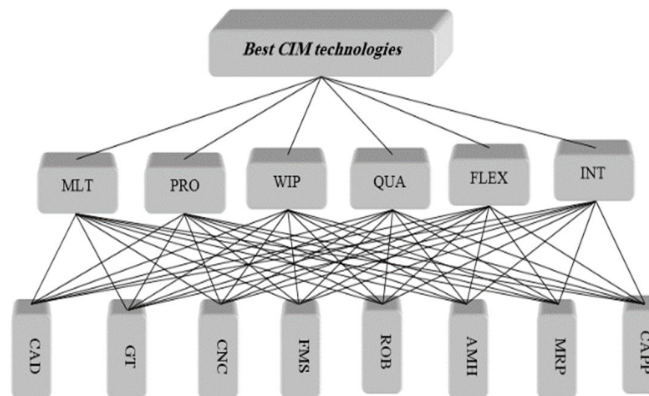 Best CIM technologies
MLT
PRO
WIP
QUA
FLEX
INT
CAD
GT
CNC
FMS
ROB
AMH
MRP
CAPP